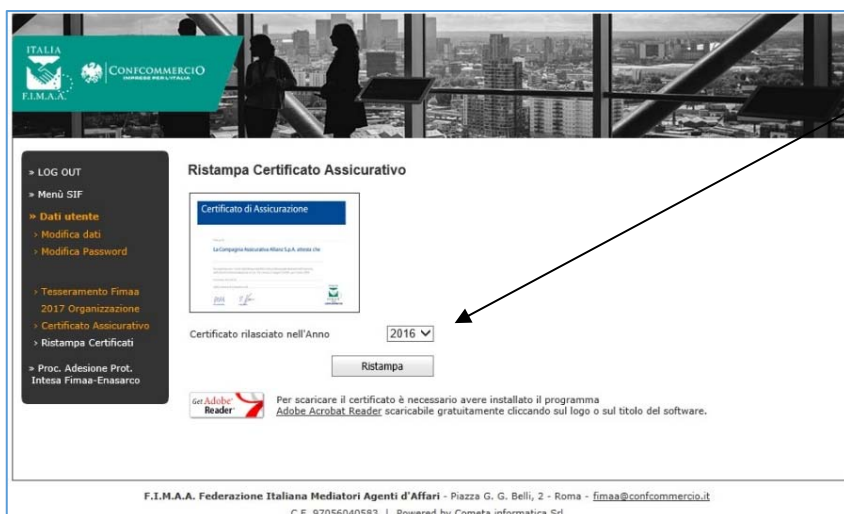 ITALIA
F.I.M.A.A.
CONFCOMMERCIO
IMPRESE PER L'ITALIA
» LOG OUT
» Menù SIF
» Dati utente
› Modifica dati
› Modifica Password
› Tesseramento Fimaa
2017 Organizzazione
› Certificato Assicurativo
› Ristampa Certificati
» Proc. Adesione Prot.
Intesa Fimaa-Enasarco
Ristampa Certificato Assicurativo
Certificato di Assicurazione
La Compagnia Assicurativa Allianz S.p.A. attesta che
Certificato rilasciato nell'Anno
2016
Ristampa
Get Adobe
Reader
Per scaricare il certificato è necessario avere installato il programma
Adobe Acrobat Reader scaricabile gratuitamente cliccando sul logo o sul titolo del software.
F.I.M.A.A. Federazione Italiana Mediatori Agenti d'Affari - Piazza G. G. Belli, 2 - Roma - fimaa@confcommercio.it
C.F. 97056040583 | Powered by Cometa informatica Srl